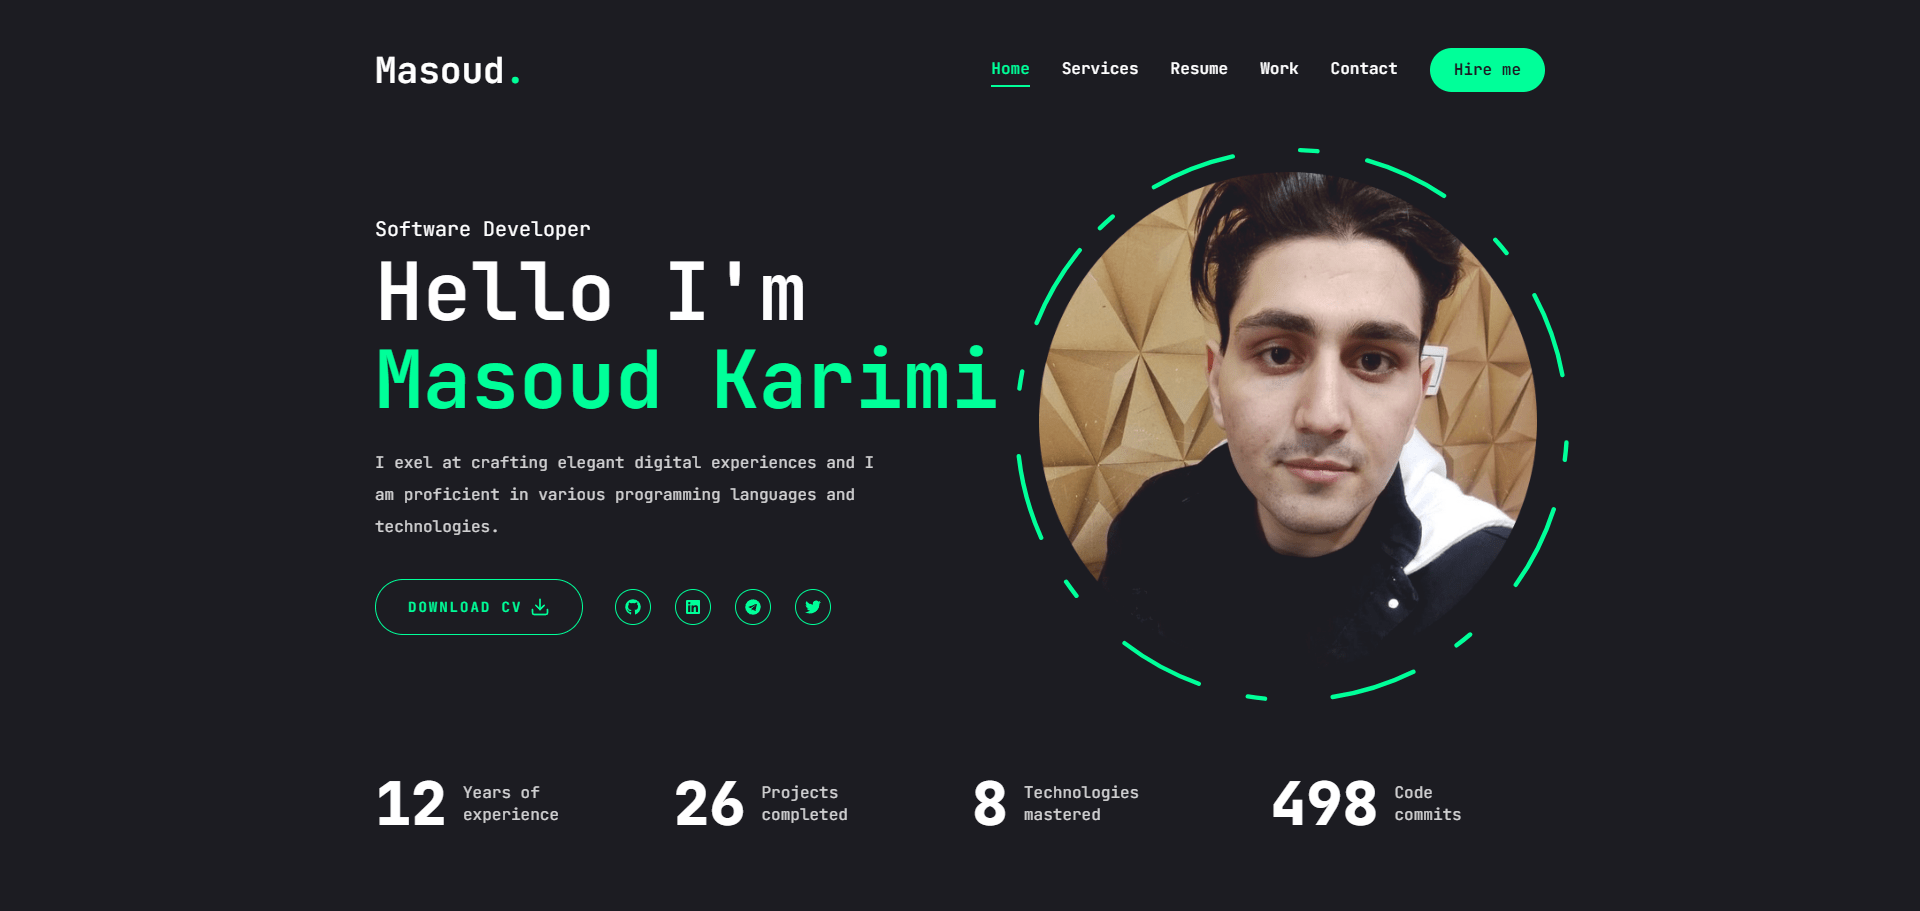 Masoud.
Home Services Resume Work Contact Hire me
Software Developer
Hello I'm
Masoud Karimi
I exel at crafting elegant digital experiences and I
am proficient in various programming languages and
technologies.
DOWNLOAD CV
12 Years of
experience
26 Projects
completed
8 Technologies
mastered
498 Code
commits